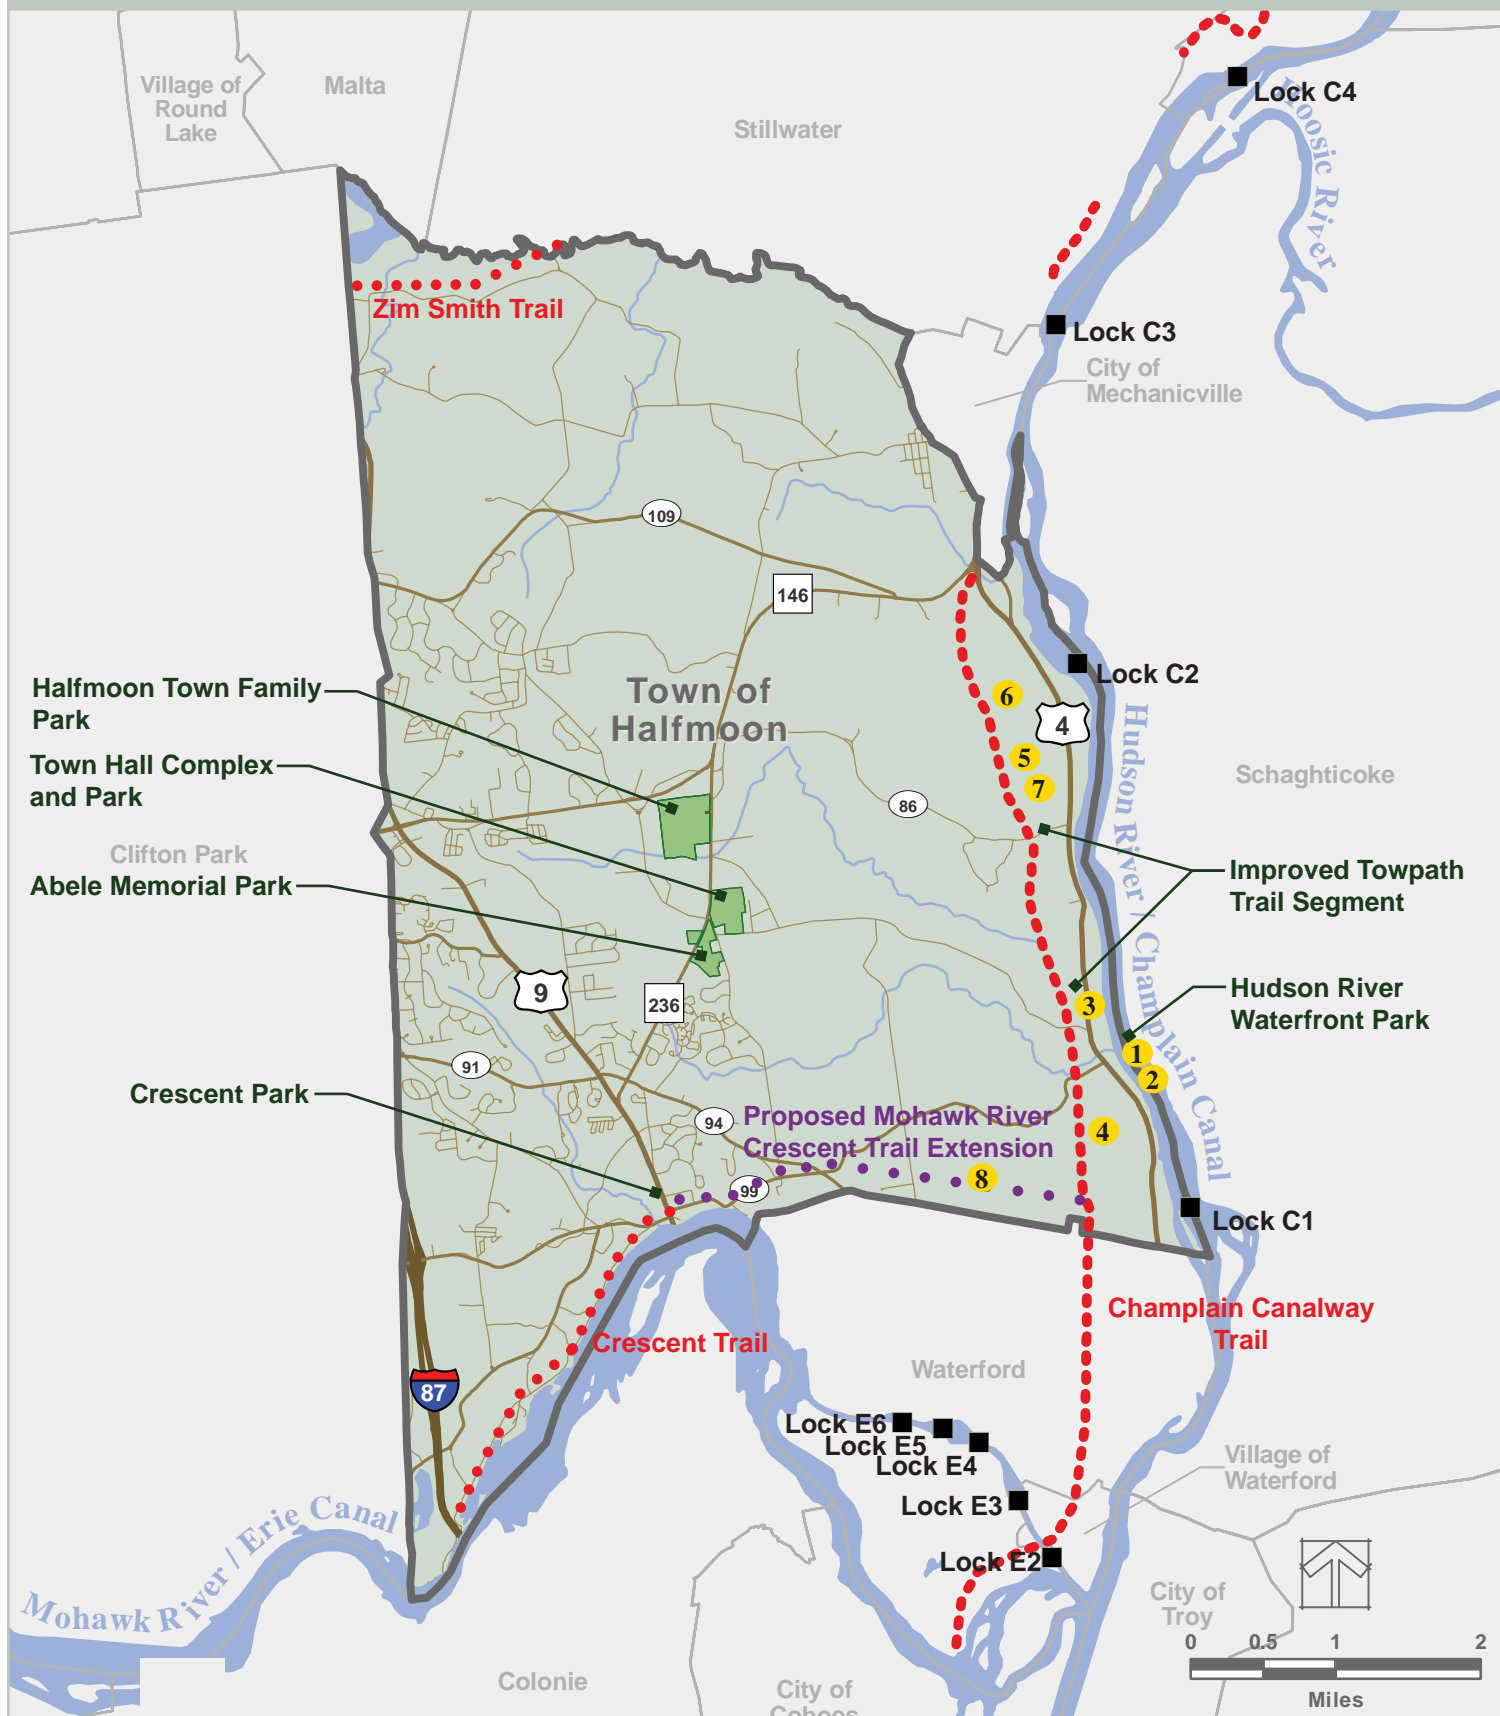 Village of
Round
Lake
Malta
Stillwater
Lock C4
Hoosic River
Zim Smith Trail
Lock C3
City of
Mechanicville
109
146
Lock C2
Halfmoon Town Family
Park
Town of
Halfmoon
6
4
Town Hall Complex
and Park
5
7
Hudson River / Champlain Canal
Schaghticoke
86
Clifton Park
Abele Memorial Park
Improved Towpath
Trail Segment
9
236
3
Hudson River
Waterfront Park
1
2
91
Crescent Park
94
Proposed Mohawk River
Crescent Trail Extension
4
8
99
Lock C1
Champlain Canalway
Trail
Crescent Trail
Waterford
87
Lock E6
Lock E5
Lock E4
Village of
Waterford
Lock E3
Mohawk River / Erie Canal
Lock E2
City of
Troy
0 0.5 1 2
Miles
Colonie
City of
Cohoes